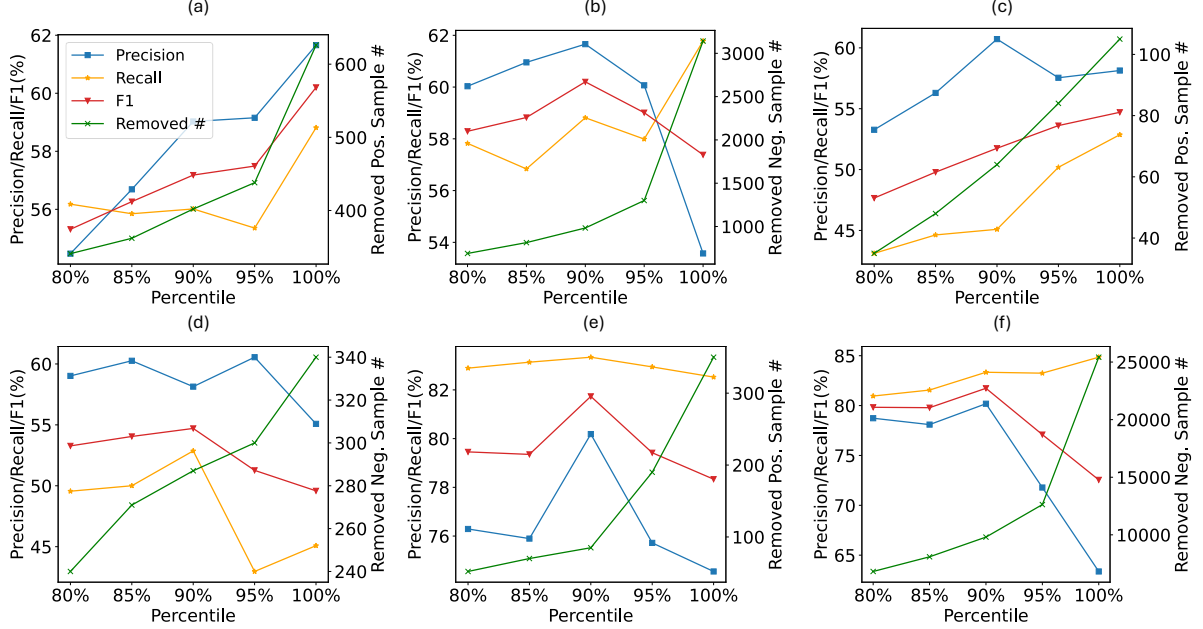 (a)
62
60
58
56
Precision/Recall/F1(%)
Precision
Recall
F1
Removed #
600
500
400
Removed Pos. Sample #
80% 85% 90% 95% 100%
Percentile
(b)
62
60
58
56
54
Precision/Recall/F1(%)
3000
2500
2000
1500
1000
Removed Neg. Sample #
80% 85% 90% 95% 100%
Percentile
(c)
60
55
50
45
Precision/Recall/F1(%)
100
80
60
40
Removed Pos. Sample #
80% 85% 90% 95% 100%
Percentile
(d)
60
55
50
45
Precision/Recall/F1(%)
340
320
300
280
260
240
Removed Neg. Sample #
80% 85% 90% 95% 100%
Percentile
(e)
82
80
78
76
Precision/Recall/F1(%)
300
200
100
Removed Pos. Sample #
80% 85% 90% 95% 100%
Percentile
(f)
85
80
75
70
65
Precision/Recall/F1(%)
25000
20000
15000
10000
Removed Neg. Sample #
80% 85% 90% 95% 100%
Percentile